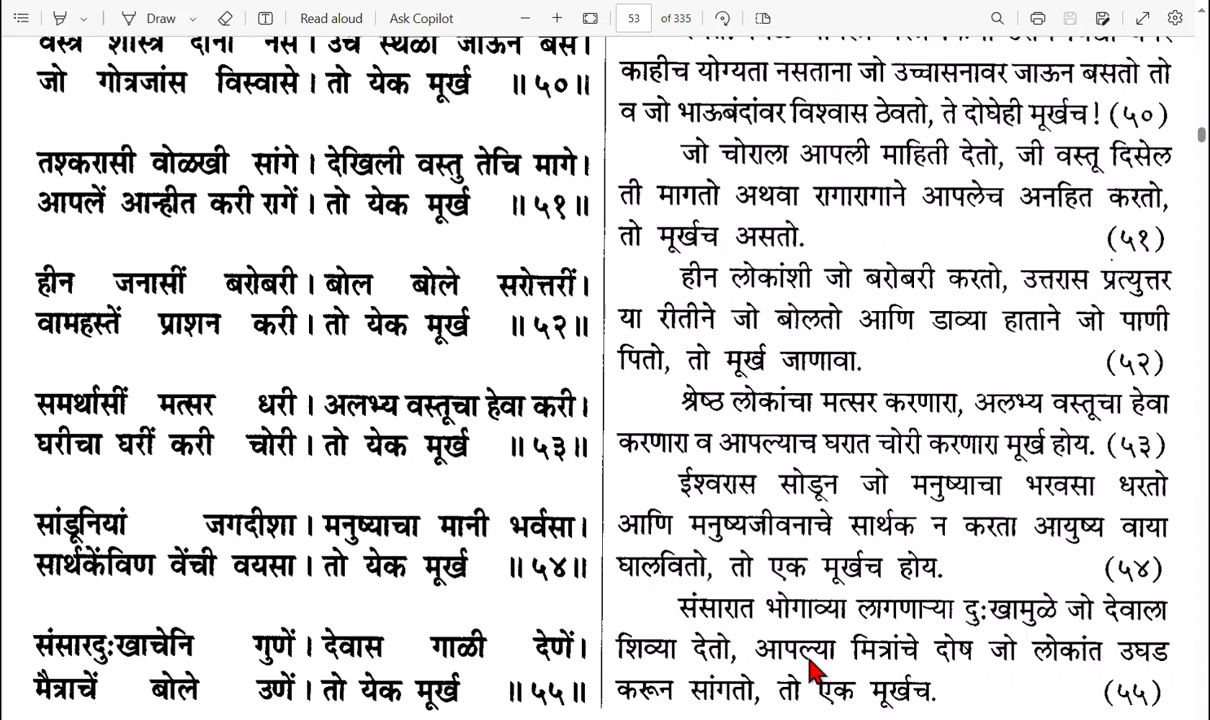 Draw
Read aloud
Ask Copilot
53
of 335
वस्त्र शास्त्र दोनी नसे। उंच स्थळी जाऊन बैसे।
जो गोत्रजांस विस्वासे। तो येक मूर्ख ॥५०॥
तश्करासी वोळखी सांगे। देखिली वस्तु तेचि मागे।
आपलें आन्हीत करी रागें। तो येक मूर्ख ॥५१॥
हीन जनासीं बरोबरी। बोल बोले सरोत्तरीं।
वामहस्तें प्राशन करी। तो येक मूर्ख ॥५२॥
समर्थासीं मत्सर धरी। अलभ्य वस्तूचा हेवा करी।
घरीचा घरीं करी चोरी। तो येक मूर्ख ॥५३॥
सांडूनियां जगदीशा। मनुष्याचा मानी भर्वसा।
सार्थकेंविण वेंची वयसा। तो येक मूर्ख ॥५४॥
संसारदुःखाचेनि गुणें। देवास गाळी देणें।
मैत्राचें बोले उणें। तो येक मूर्ख ॥५५॥
काहीच योग्यता नसताना जो उच्चासनावर जाऊन बसतो तो
व जो भाऊबंदांवर विश्वास ठेवतो, ते दोघेही मूर्खच! (५०)
जो चोराला आपली माहिती देतो, जी वस्तू दिसेल
ती मागतो अथवा रागारागाने आपलेच अनहित करतो,
तो मूर्खच असतो. (५१)
हीन लोकांशी जो बरोबरी करतो, उत्तरास प्रत्युत्तर
या रीतीने जो बोलतो आणि डाव्या हाताने जो पाणी
पितो, तो मूर्ख जाणावा. (५२)
श्रेष्ठ लोकांचा मत्सर करणारा, अलभ्य वस्तूचा हेवा
करणारा व आपल्याच घरात चोरी करणारा मूर्ख होय. (५३)
ईश्वरास सोडून जो मनुष्याचा भरवसा धरतो
आणि मनुष्यजीवनाचे सार्थक न करता आयुष्य वाया
घालवितो, तो एक मूर्खच होय. (५४)
संसारात भोगाव्या लागणाऱ्या दुःखामुळे जो देवाला
शिव्या देतो, आपल्या मित्रांचे दोष जो लोकांत उघड
करून सांगतो, तो एक मूर्खच. (५५)